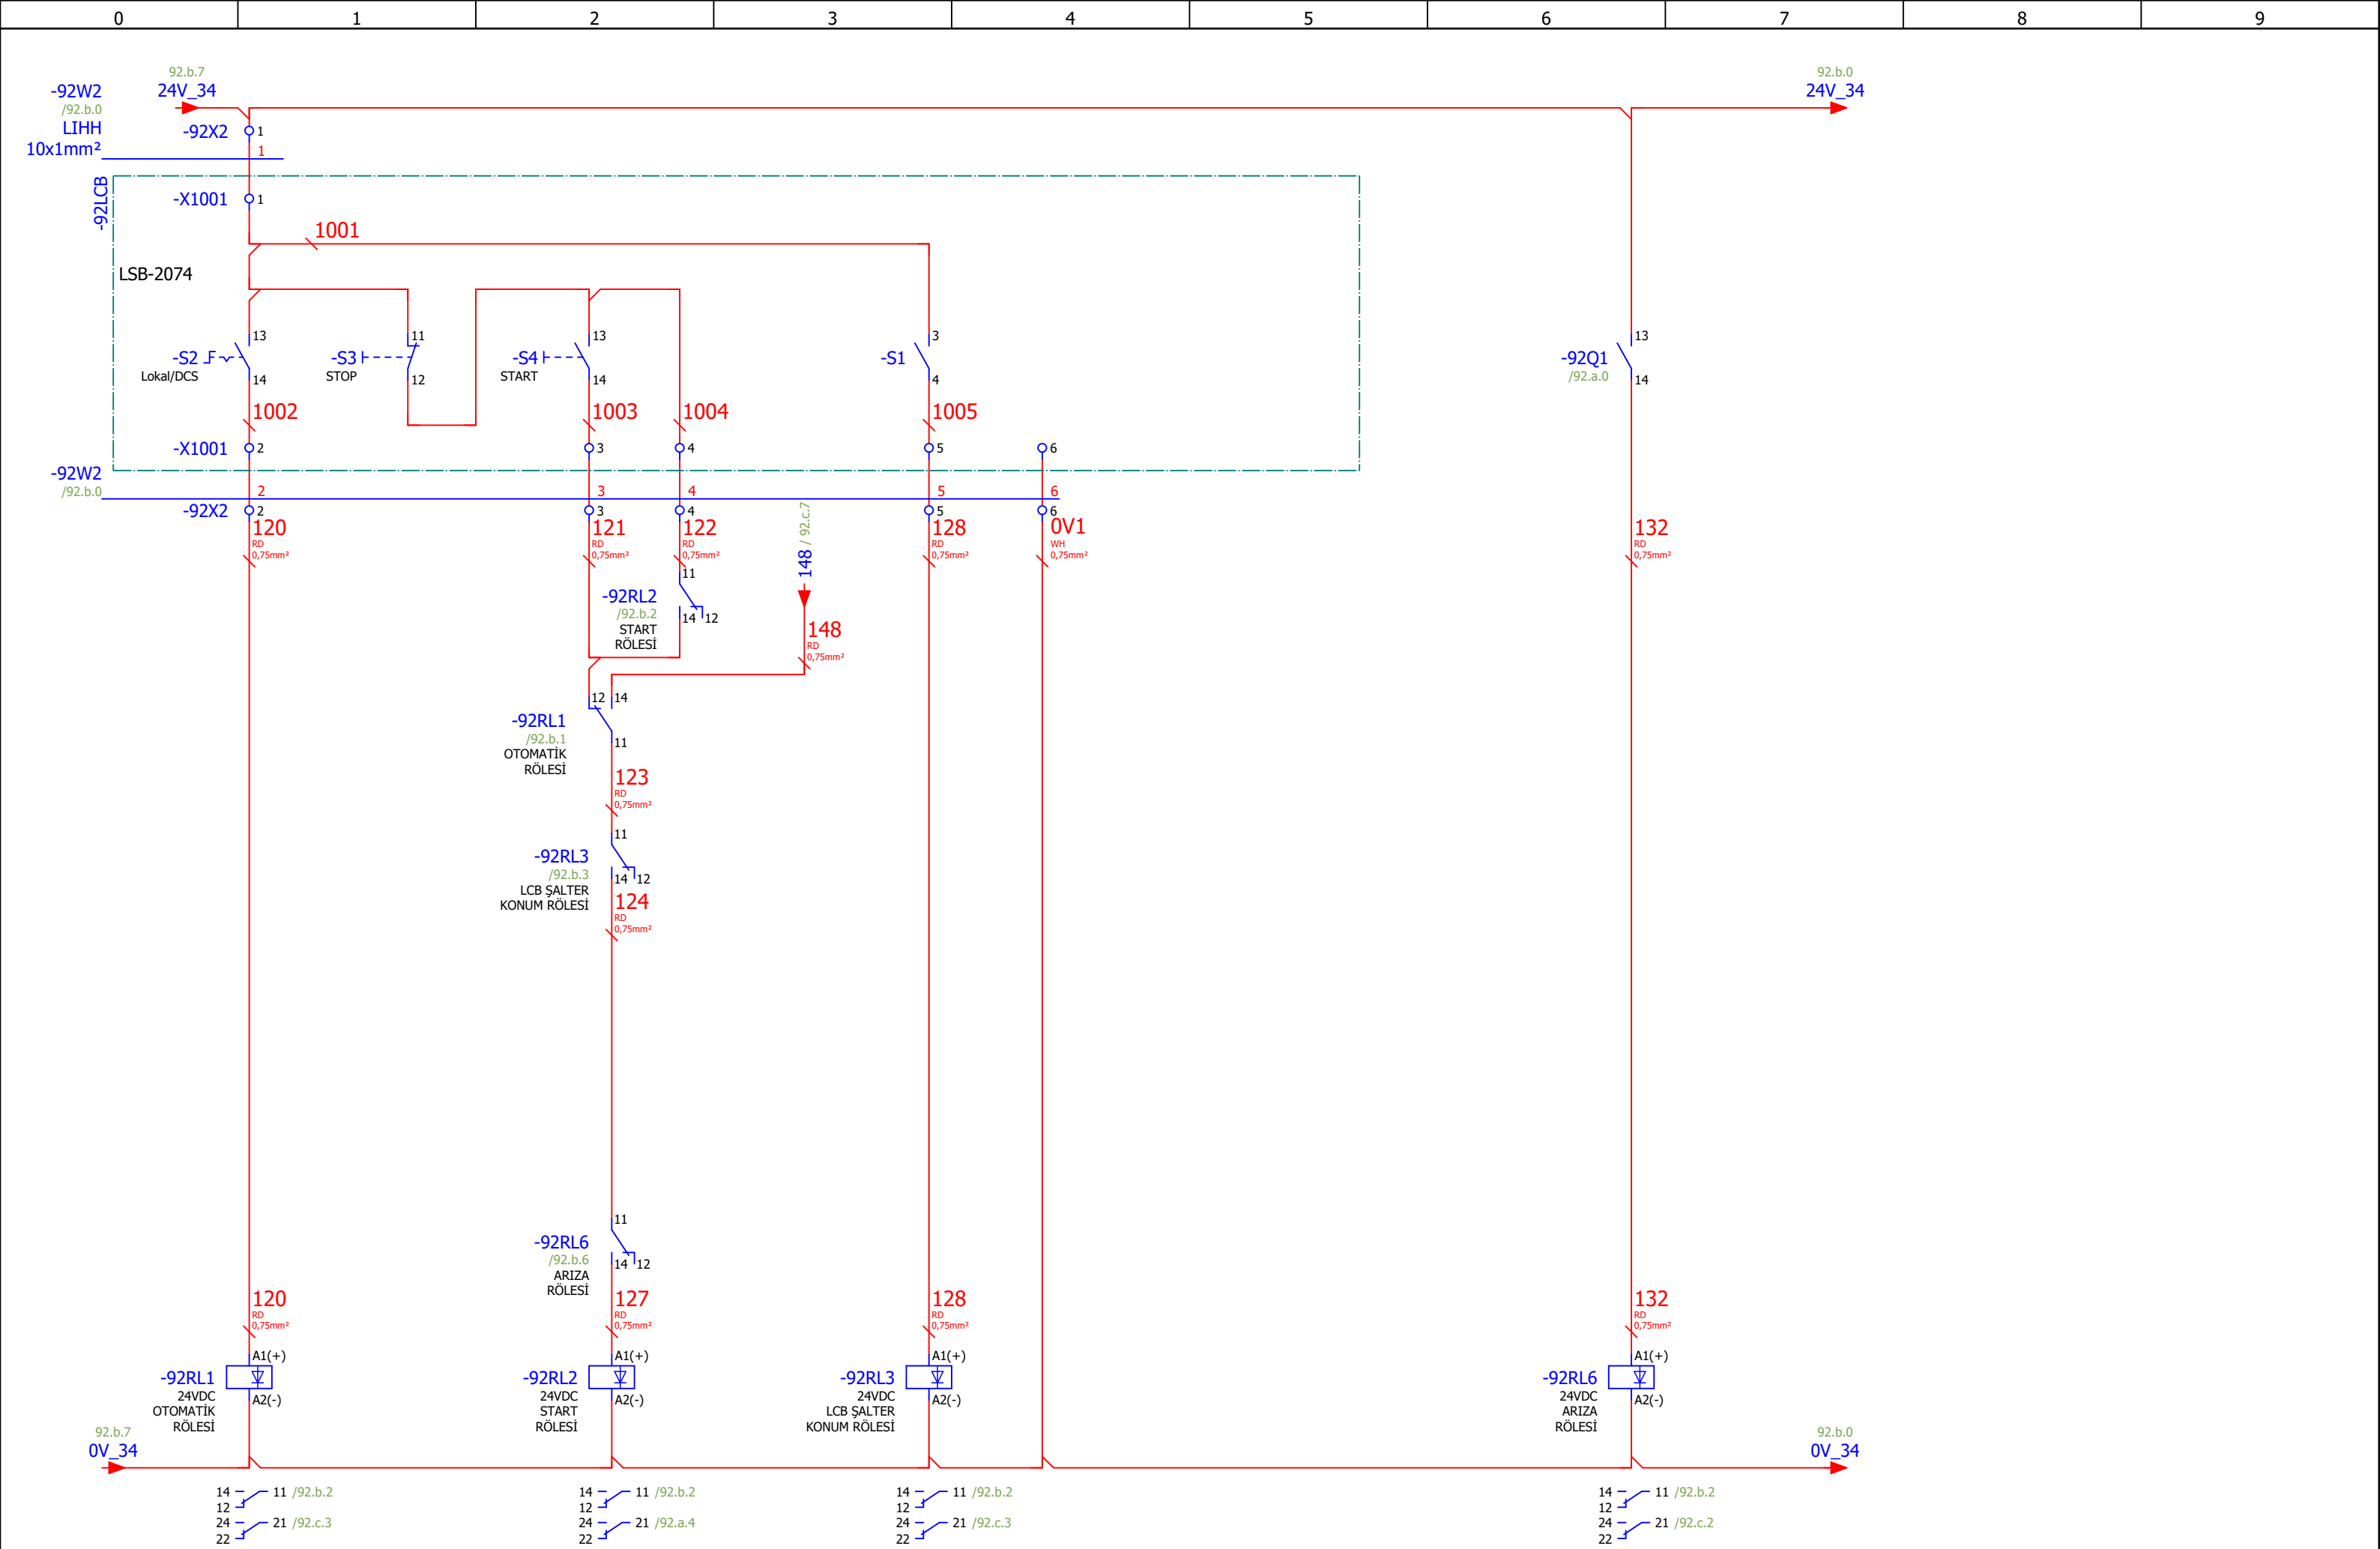 0 1 2 3 4 5 6 7 8 9
92.b.7
24V_34
92.b.0
24V_34
-92W2
/92.b.0
LIHH
10x1mm²
-92X2
1
1
-92LCB
-X1001
1
1001
LSB-2074
13
-S2
Lokal/DCS
14
11
-S3
STOP
12
13
-S4
START
14
3
-S1
4
13
-92Q1
/92.a.0
14
1002
1003
1004
1005
-X1001
2
3
4
5
6
-92W2
/92.b.0
2
3
4
5
6
-92X2
2
3
4
5
6
120
RD
0,75mm²
121
RD
0,75mm²
122
RD
0,75mm²
148 / 92.c.7
128
RD
0,75mm²
0V1
WH
0,75mm²
132
RD
0,75mm²
11
-92RL2
/92.b.2
START
RÖLESİ
14 12
148
RD
0,75mm²
12 14
-92RL1
/92.b.1
OTOMATİK
RÖLESİ
11
123
RD
0,75mm²
11
-92RL3
/92.b.3
LCB ŞALTER
KONUM RÖLESİ
14 12
124
RD
0,75mm²
11
-92RL6
/92.b.6
ARIZA
RÖLESİ
14 12
120
RD
0,75mm²
127
RD
0,75mm²
128
RD
0,75mm²
132
RD
0,75mm²
A1(+)
-92RL1
24VDC
OTOMATİK
RÖLESİ
A2(-)
A1(+)
-92RL2
24VDC
START
RÖLESİ
A2(-)
A1(+)
-92RL3
24VDC
LCB ŞALTER
KONUM RÖLESİ
A2(-)
A1(+)
-92RL6
24VDC
ARIZA
RÖLESİ
A2(-)
92.b.7
0V_34
92.b.0
0V_34
14 11 /92.b.2
12
24 21 /92.c.3
22
14 11 /92.b.2
12
24 21 /92.a.4
22
14 11 /92.b.2
12
24 21 /92.c.3
22
14 11 /92.b.2
12
24 21 /92.c.2
22